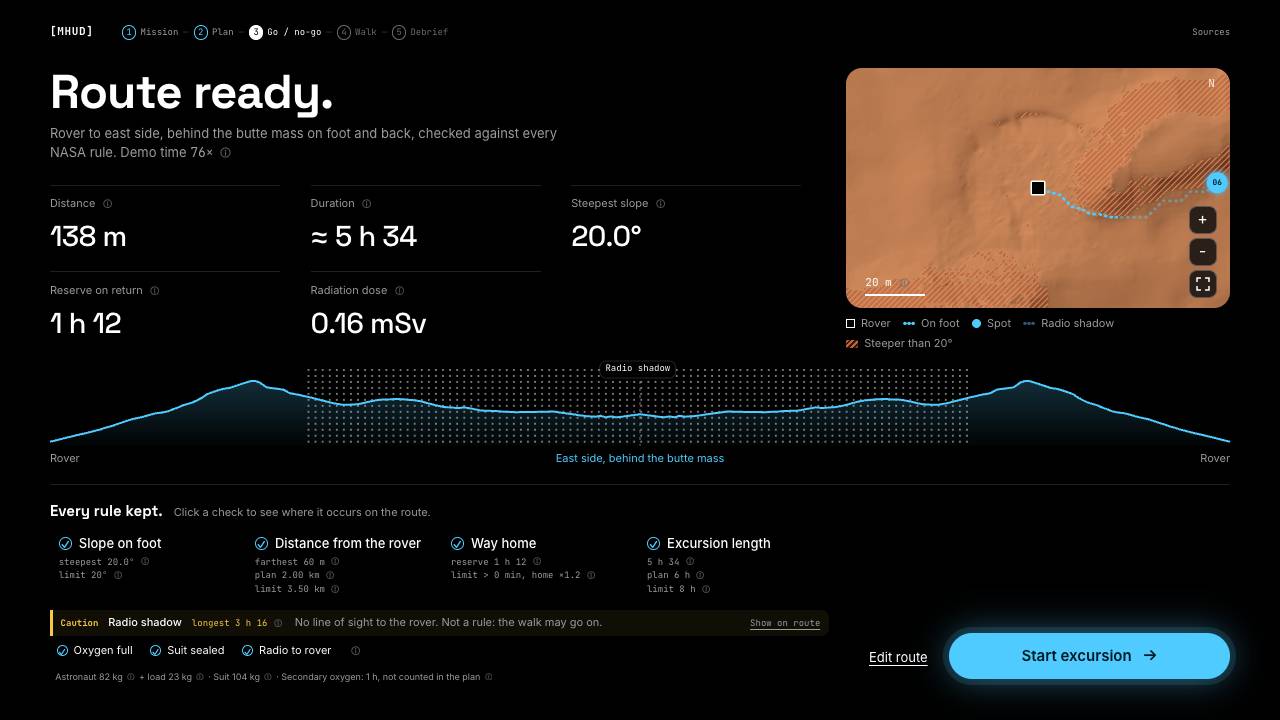 [MHUD] 1 Mission – 2 Plan – 3 Go / no-go – 4 Walk – 5 Debrief Sources
Route ready.
Rover to east side, behind the butte mass on foot and back, checked against every
NASA rule. Demo time 76× ⓘ
Distance ⓘ Duration ⓘ Steepest slope ⓘ
138 m ≈ 5 h 34 20.0°
Reserve on return ⓘ Radiation dose ⓘ
1 h 12 0.16 mSv
N
06
+
-
20 m ⓘ
Rover On foot Spot Radio shadow
Steeper than 20°
Radio shadow
Rover East side, behind the butte mass Rover
Every rule kept. Click a check to see where it occurs on the route.
Slope on foot Distance from the rover Way home Excursion length
steepest 20.0° ⓘ farthest 60 m ⓘ reserve 1 h 12 ⓘ 5 h 34 ⓘ
limit 20° ⓘ plan 2.00 km ⓘ limit > 0 min, home ×1.2 ⓘ plan 6 h ⓘ
limit 3.50 km ⓘ limit 8 h ⓘ
Caution Radio shadow longest 3 h 16 ⓘ No line of sight to the rover. Not a rule: the walk may go on. Show on route
Oxygen full Suit sealed Radio to rover ⓘ
Edit route Start excursion →
Astronaut 82 kg ⓘ + load 23 kg ⓘ · Suit 104 kg ⓘ · Secondary oxygen: 1 h, not counted in the plan ⓘ